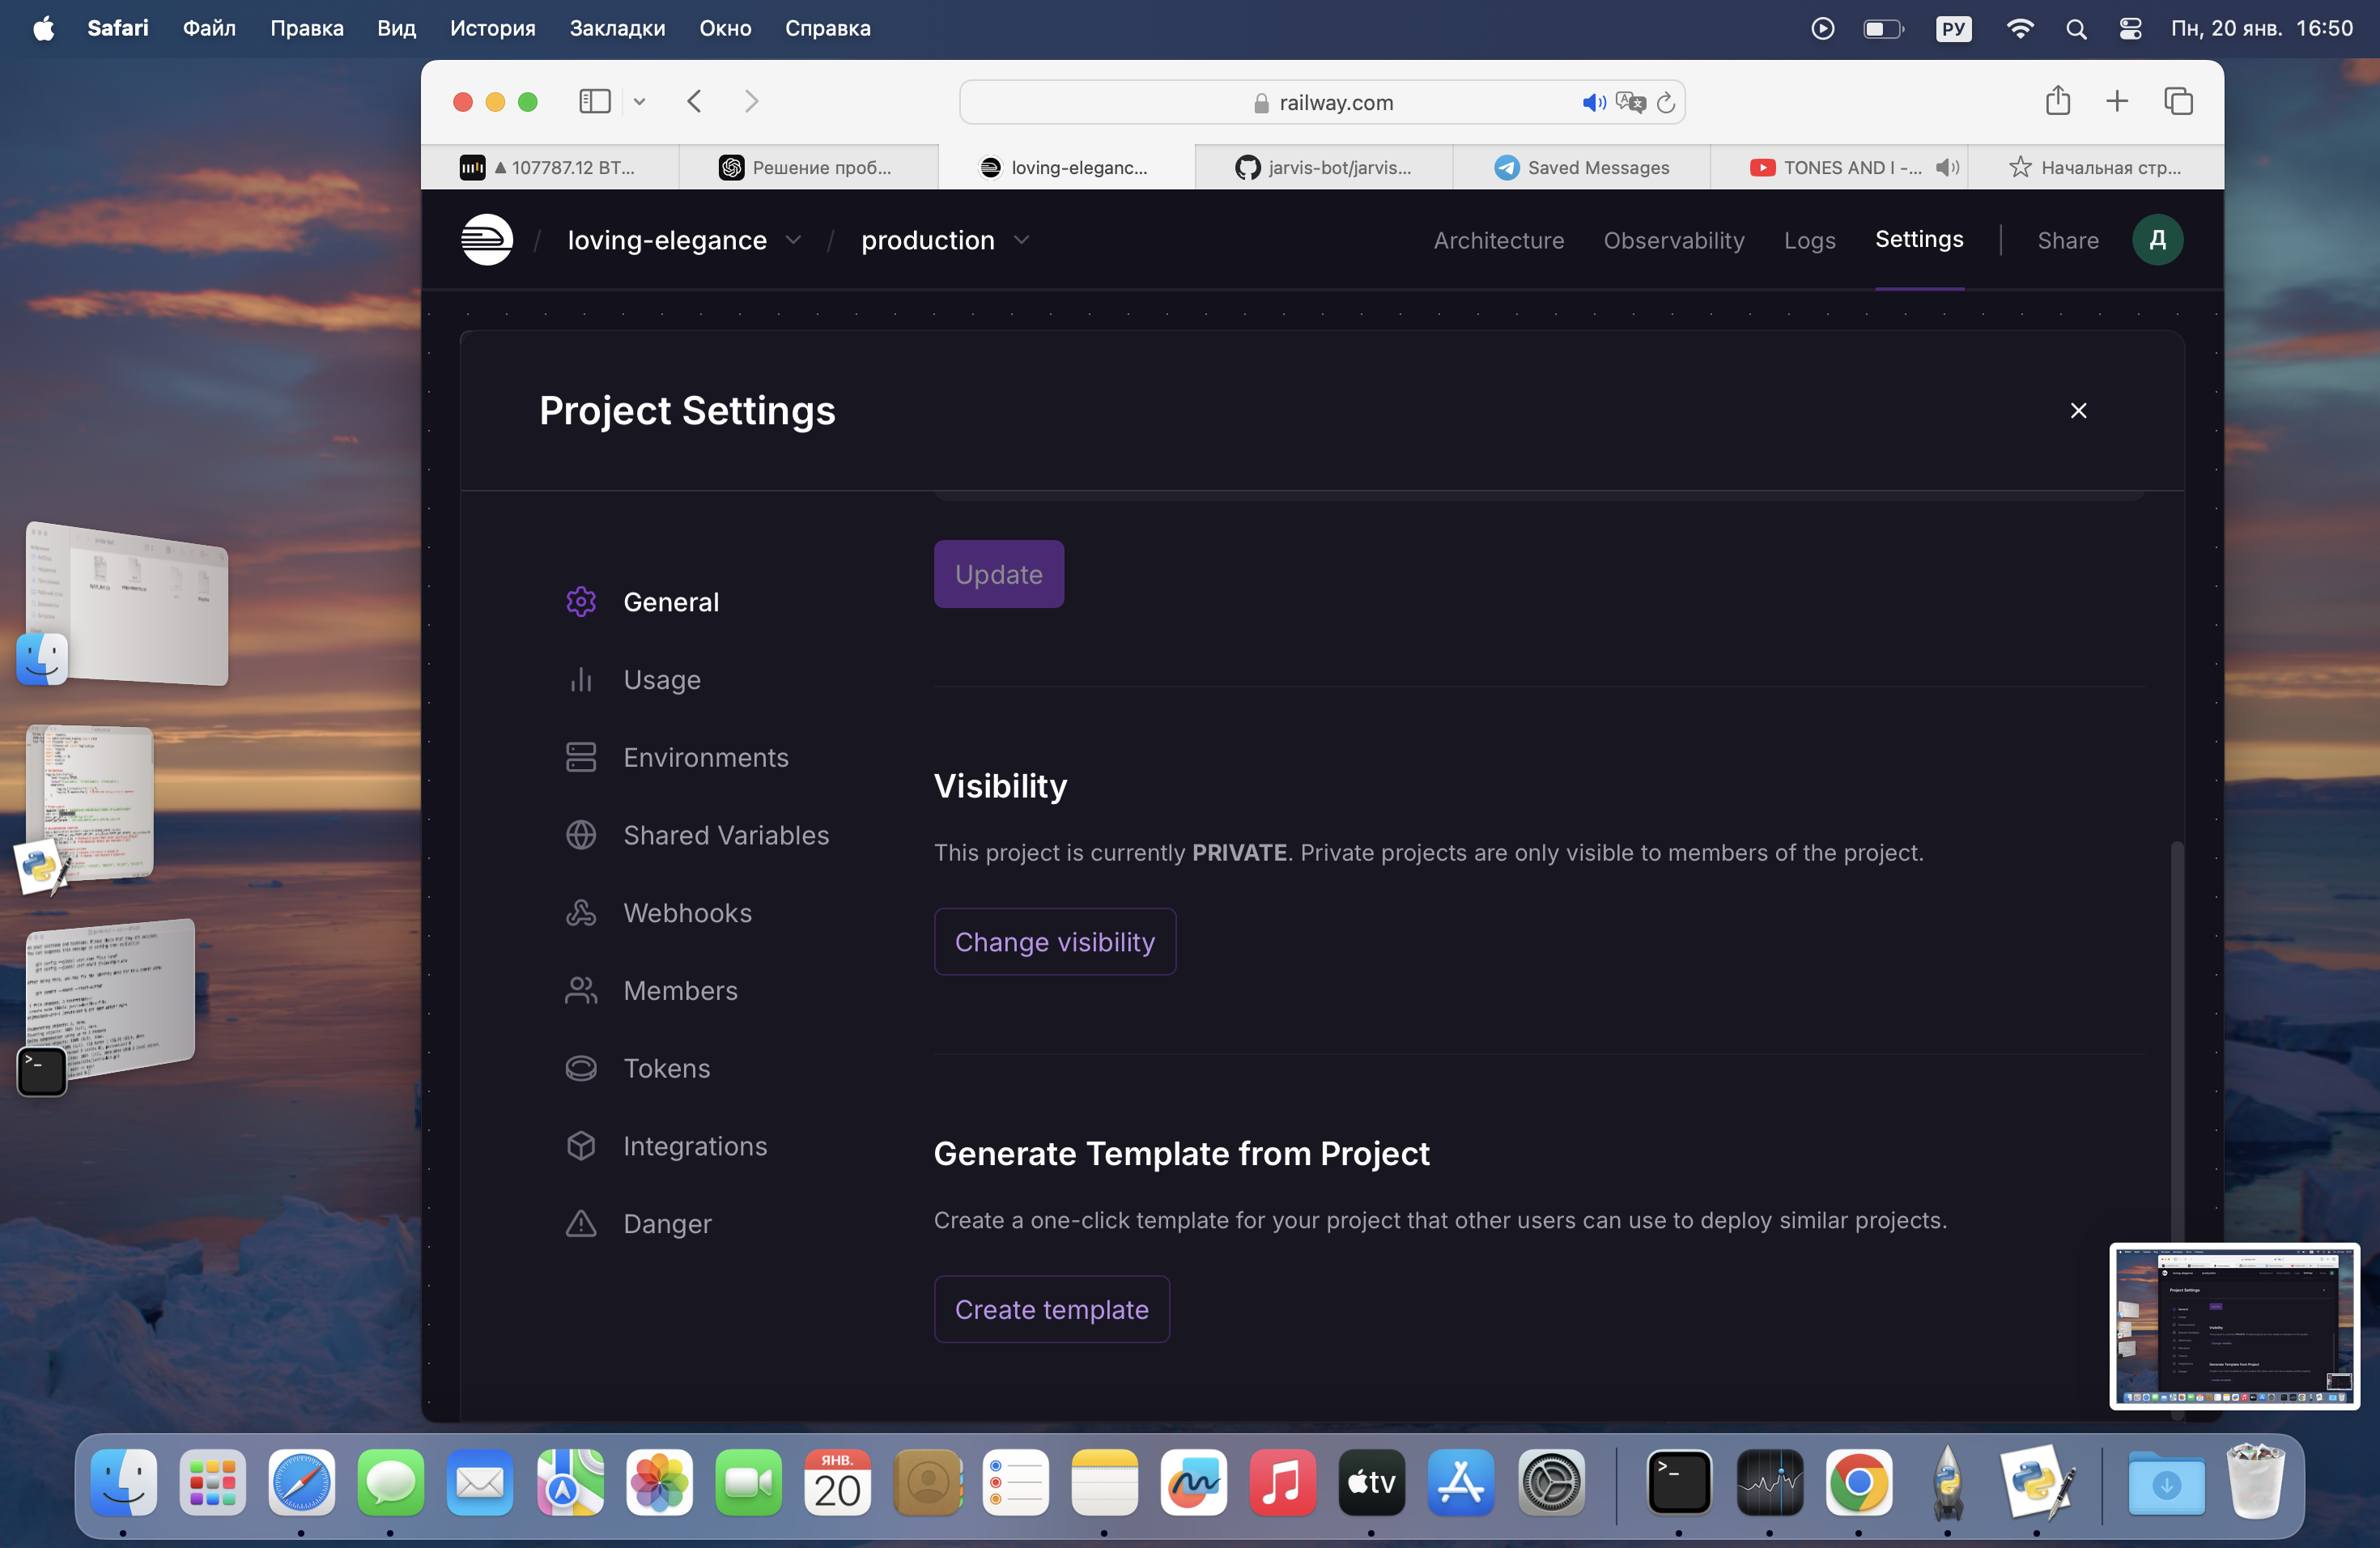 Safari Файл Правка Вид История Закладки Окно Справка РУ Пн, 20 янв. 16:50
railway.com
▲ 107787.12 BT... Решение проб... loving-eleganc... jarvis-bot/jarvis... Saved Messages TONES AND I -... Начальная стр...
/ loving-elegance / production Architecture Observability Logs Settings | Share Д
Project Settings
Update
General
Usage
Environments
Shared Variables
Webhooks
Members
Tokens
Integrations
Danger
Visibility
This project is currently PRIVATE. Private projects are only visible to members of the project.
Change visibility
Generate Template from Project
Create a one-click template for your project that other users can use to deploy similar projects.
Create template
ЯНВ.
20
tv